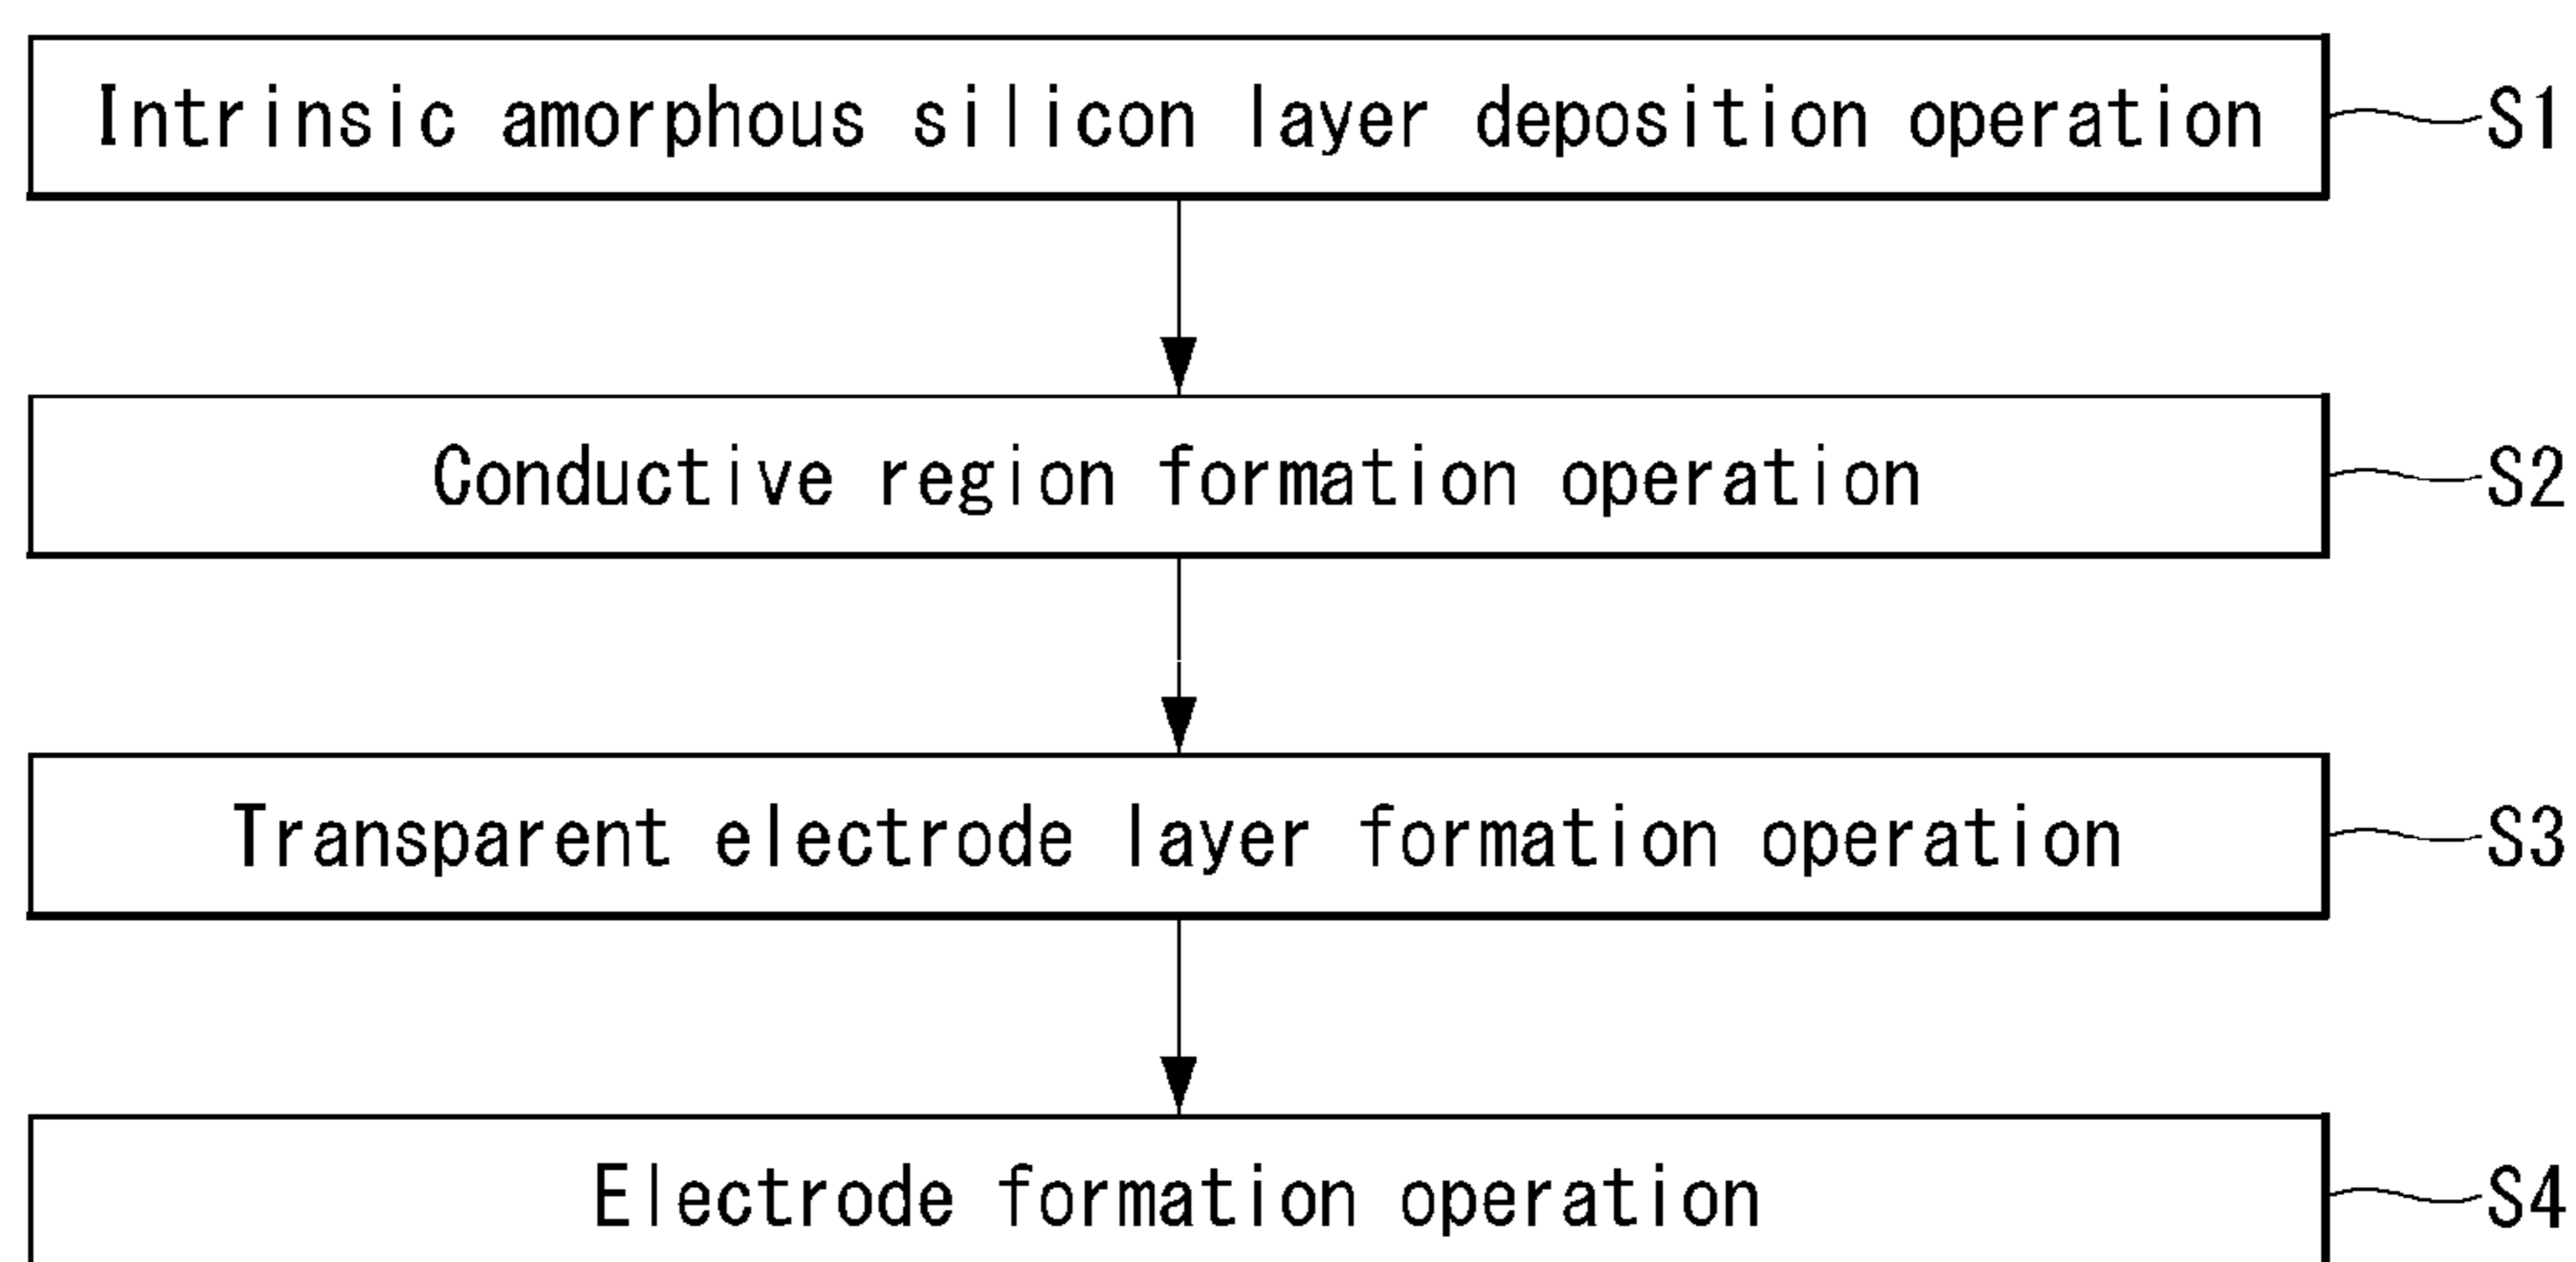 Intrinsic amorphous silicon layer deposition operation S1
Conductive region formation operation S2
Transparent electrode layer formation operation S3
Electrode formation operation S4